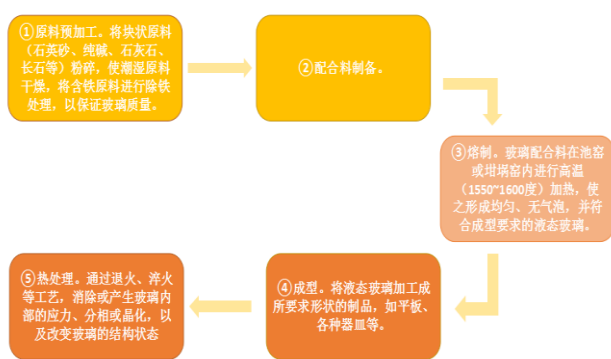 ①原料预加工。将块状原料
（石英砂、纯碱、石灰石、
长石等）粉碎，使潮湿原料
干燥，将含铁原料进行除铁
处理，以保证玻璃质量。
②配合料制备。
③熔制。玻璃配合料在池窑
或坩埚窑内进行高温
（1550~1600度）加热，使
之形成均匀、无气泡，并符
合成型要求的液态玻璃。
④成型。将液态玻璃加工成
所要求形状的制品，如平板、
各种器皿等。
⑤热处理。通过退火、淬火
等工艺，消除或产生玻璃内
部的应力、分相或晶化，以
及改变玻璃的结构状态